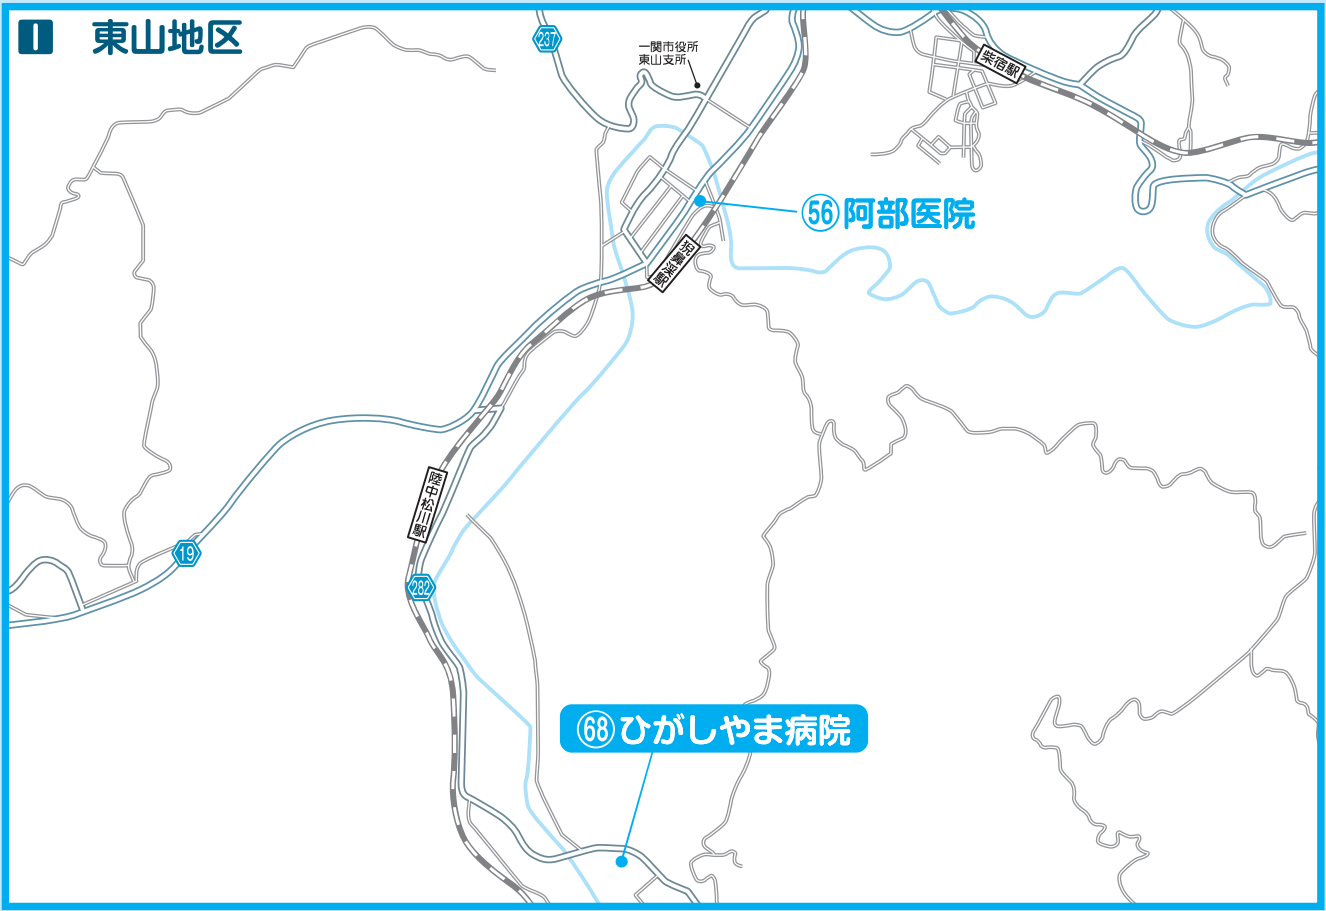 I 東山地区
237
一関市役所
東山支所
柴宿駅
56 阿部医院
猊鼻渓駅
陸中松川駅
19
282
68 ひがしやま病院